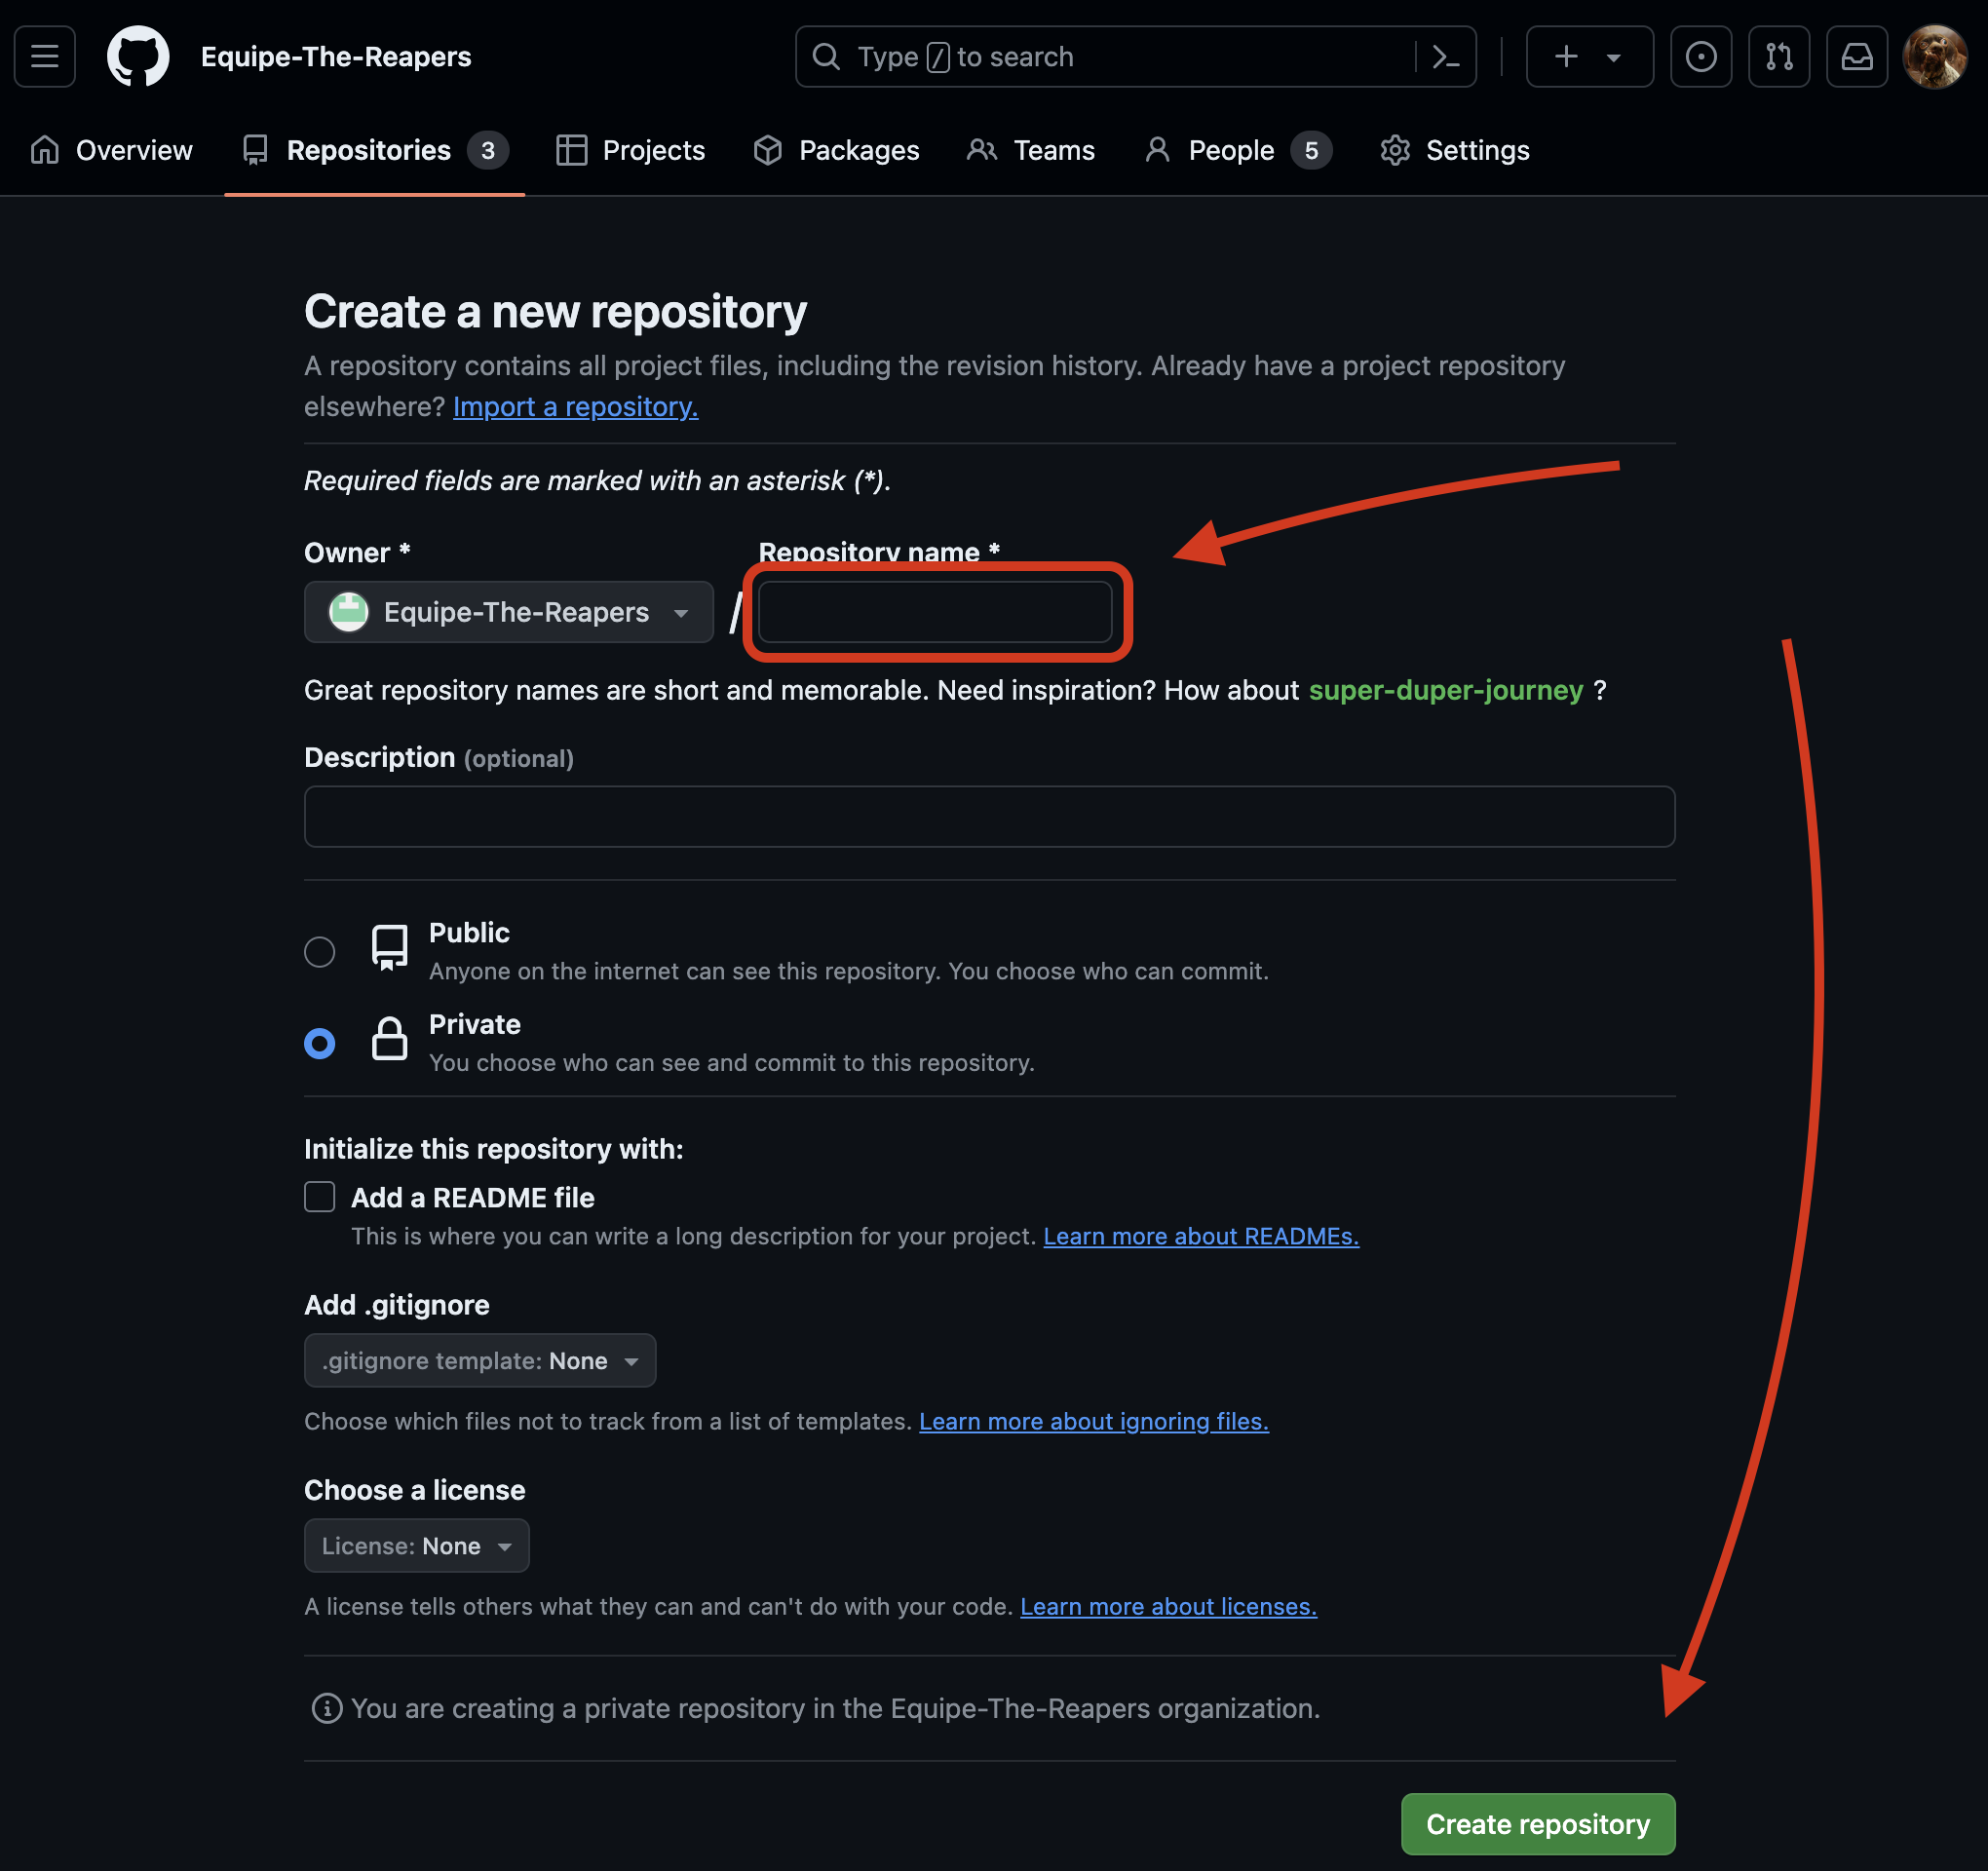 Equipe-The-Reapers
Type / to search
Overview
Repositories 3
Projects
Packages
Teams
People 5
Settings
Create a new repository
A repository contains all project files, including the revision history. Already have a project repository
elsewhere? Import a repository.
Required fields are marked with an asterisk (*).
Owner *
Repository name *
Equipe-The-Reapers
/
Great repository names are short and memorable. Need inspiration? How about super-duper-journey ?
Description (optional)
Public
Anyone on the internet can see this repository. You choose who can commit.
Private
You choose who can see and commit to this repository.
Initialize this repository with:
Add a README file
This is where you can write a long description for your project. Learn more about READMEs.
Add .gitignore
.gitignore template: None
Choose which files not to track from a list of templates. Learn more about ignoring files.
Choose a license
License: None
A license tells others what they can and can't do with your code. Learn more about licenses.
You are creating a private repository in the Equipe-The-Reapers organization.
Create repository